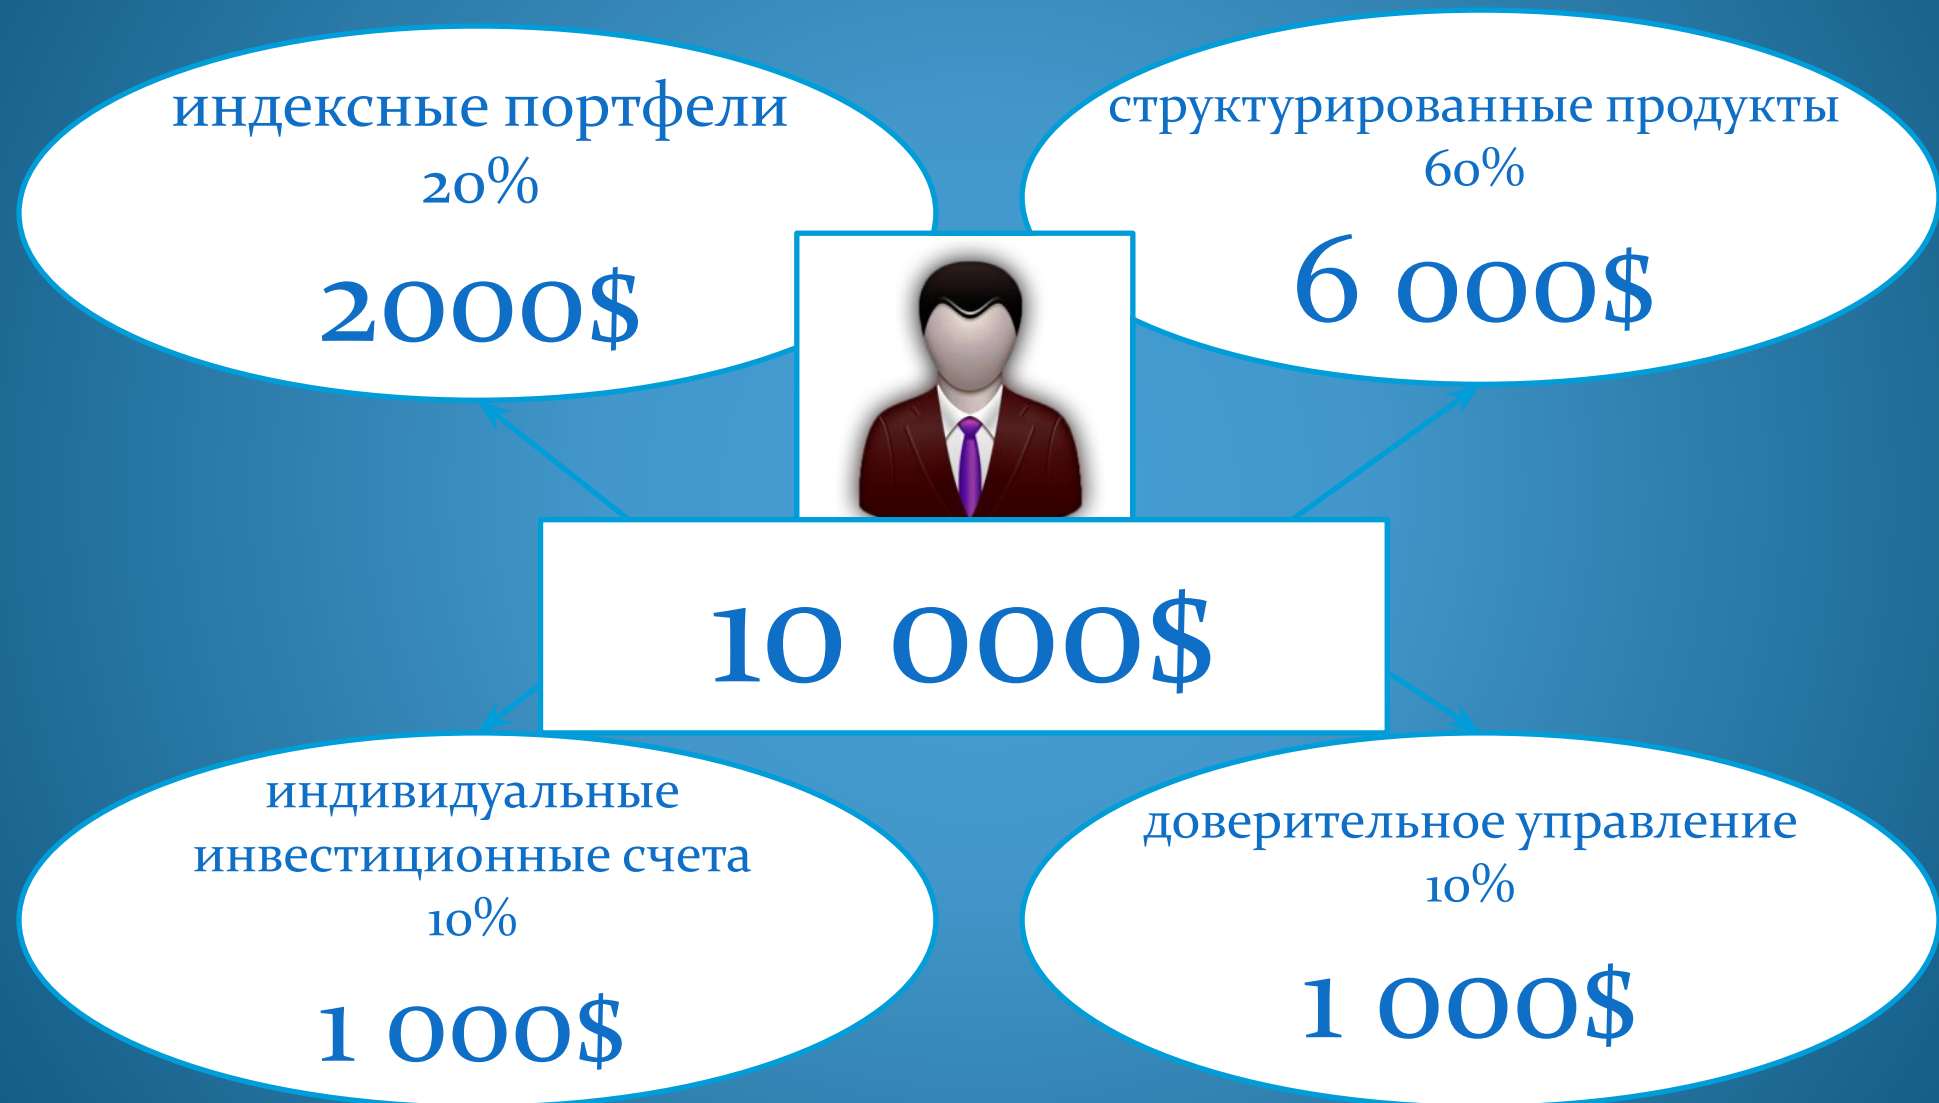 индексные портфели
20%
2000$
структурированные продукты
60%
6 000$
10 000$
индивидуальные
инвестиционные счета
10%
1 000$
доверительное управление
10%
1 000$